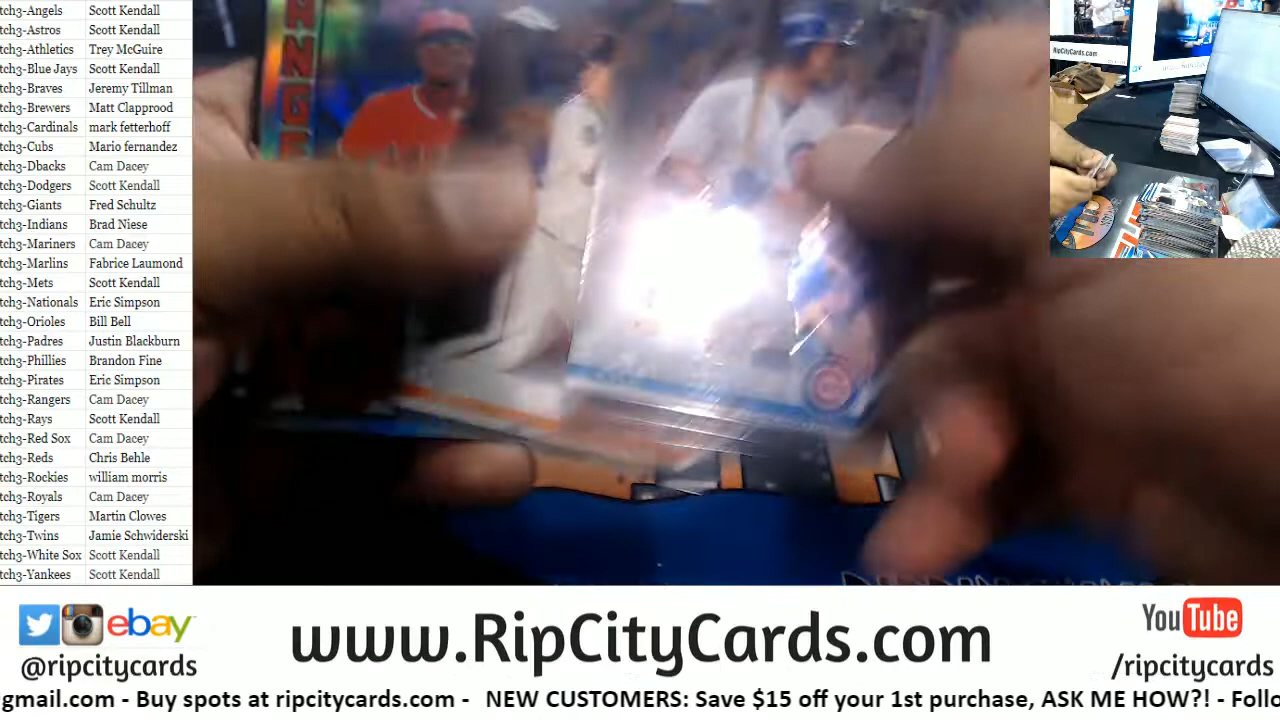 tch3-Angels Scott Kendall
tch3-Astros Scott Kendall
tch3-Athletics Trey McGuire
tch3-Blue Jays Scott Kendall
tch3-Braves Jeremy Tillman
tch3-Brewers Matt Clapprood
tch3-Cardinals mark fetterhoff
tch3-Cubs Mario fernandez
tch3-Dbacks Cam Dacey
tch3-Dodgers Scott Kendall
tch3-Giants Fred Schultz
tch3-Indians Brad Niese
tch3-Mariners Cam Dacey
tch3-Marlins Fabrice Laumond
tch3-Mets Scott Kendall
tch3-Nationals Eric Simpson
tch3-Orioles Bill Bell
tch3-Padres Justin Blackburn
tch3-Phillies Brandon Fine
tch3-Pirates Eric Simpson
tch3-Rangers Cam Dacey
tch3-Rays Scott Kendall
tch3-Red Sox Cam Dacey
tch3-Reds Chris Behle
tch3-Rockies william morris
tch3-Royals Cam Dacey
tch3-Tigers Martin Clowes
tch3-Twins Jamie Schwiderski
tch3-White Sox Scott Kendall
tch3-Yankees Scott Kendall
RipCityCards.com
ebay
@ripcitycards
www.RipCityCards.com
YouTube
/ripcitycards
gmail.com - Buy spots at ripcitycards.com - NEW CUSTOMERS: Save $15 off your 1st purchase, ASK ME HOW?! - Follo